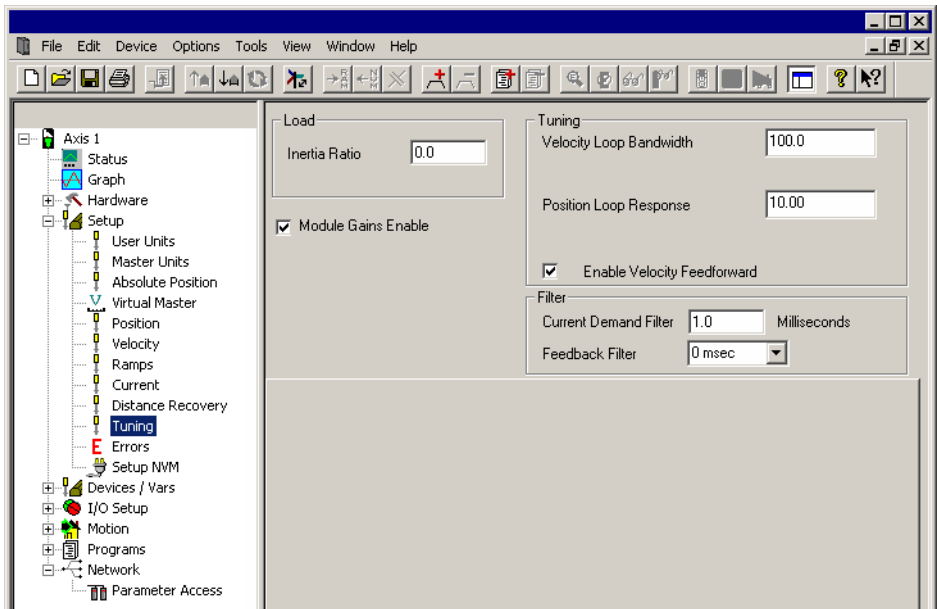 File Edit Device Options Tools View Window Help
Axis 1
Status
Graph
Hardware
Setup
User Units
Master Units
Absolute Position
Virtual Master
Position
Velocity
Ramps
Current
Distance Recovery
Tuning
Errors
Setup NVM
Devices / Vars
I/O Setup
Motion
Programs
Network
Parameter Access
Load
Inertia Ratio 0.0
Module Gains Enable
Tuning
Velocity Loop Bandwidth 100.0
Position Loop Response 10.00
Enable Velocity Feedforward
Filter
Current Demand Filter 1.0 Milliseconds
Feedback Filter 0 msec